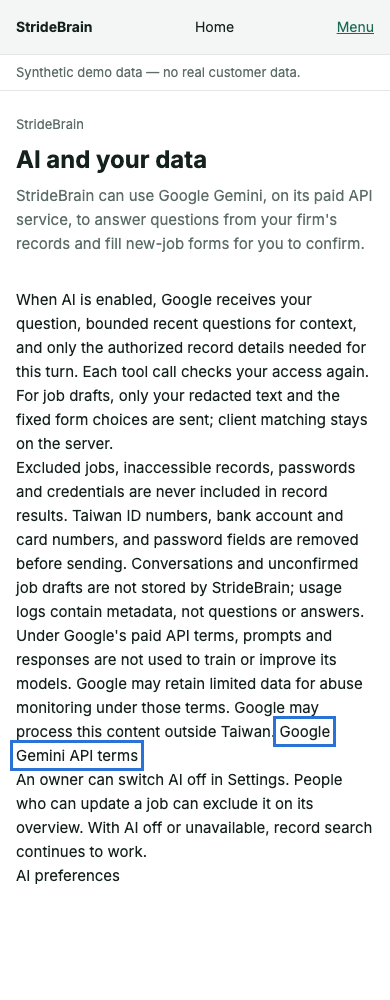 StrideBrain Home Menu
Synthetic demo data — no real customer data.
StrideBrain
AI and your data
StrideBrain can use Google Gemini, on its paid API
service, to answer questions from your firm's
records and fill new-job forms for you to confirm.
When AI is enabled, Google receives your
question, bounded recent questions for context,
and only the authorized record details needed for
this turn. Each tool call checks your access again.
For job drafts, only your redacted text and the
fixed form choices are sent; client matching stays
on the server.
Excluded jobs, inaccessible records, passwords
and credentials are never included in record
results. Taiwan ID numbers, bank account and
card numbers, and password fields are removed
before sending. Conversations and unconfirmed
job drafts are not stored by StrideBrain; usage
logs contain metadata, not questions or answers.
Under Google's paid API terms, prompts and
responses are not used to train or improve its
models. Google may retain limited data for abuse
monitoring under those terms. Google may
process this content outside Taiwan. Google
Gemini API terms
An owner can switch AI off in Settings. People
who can update a job can exclude it on its
overview. With AI off or unavailable, record search
continues to work.
AI preferences